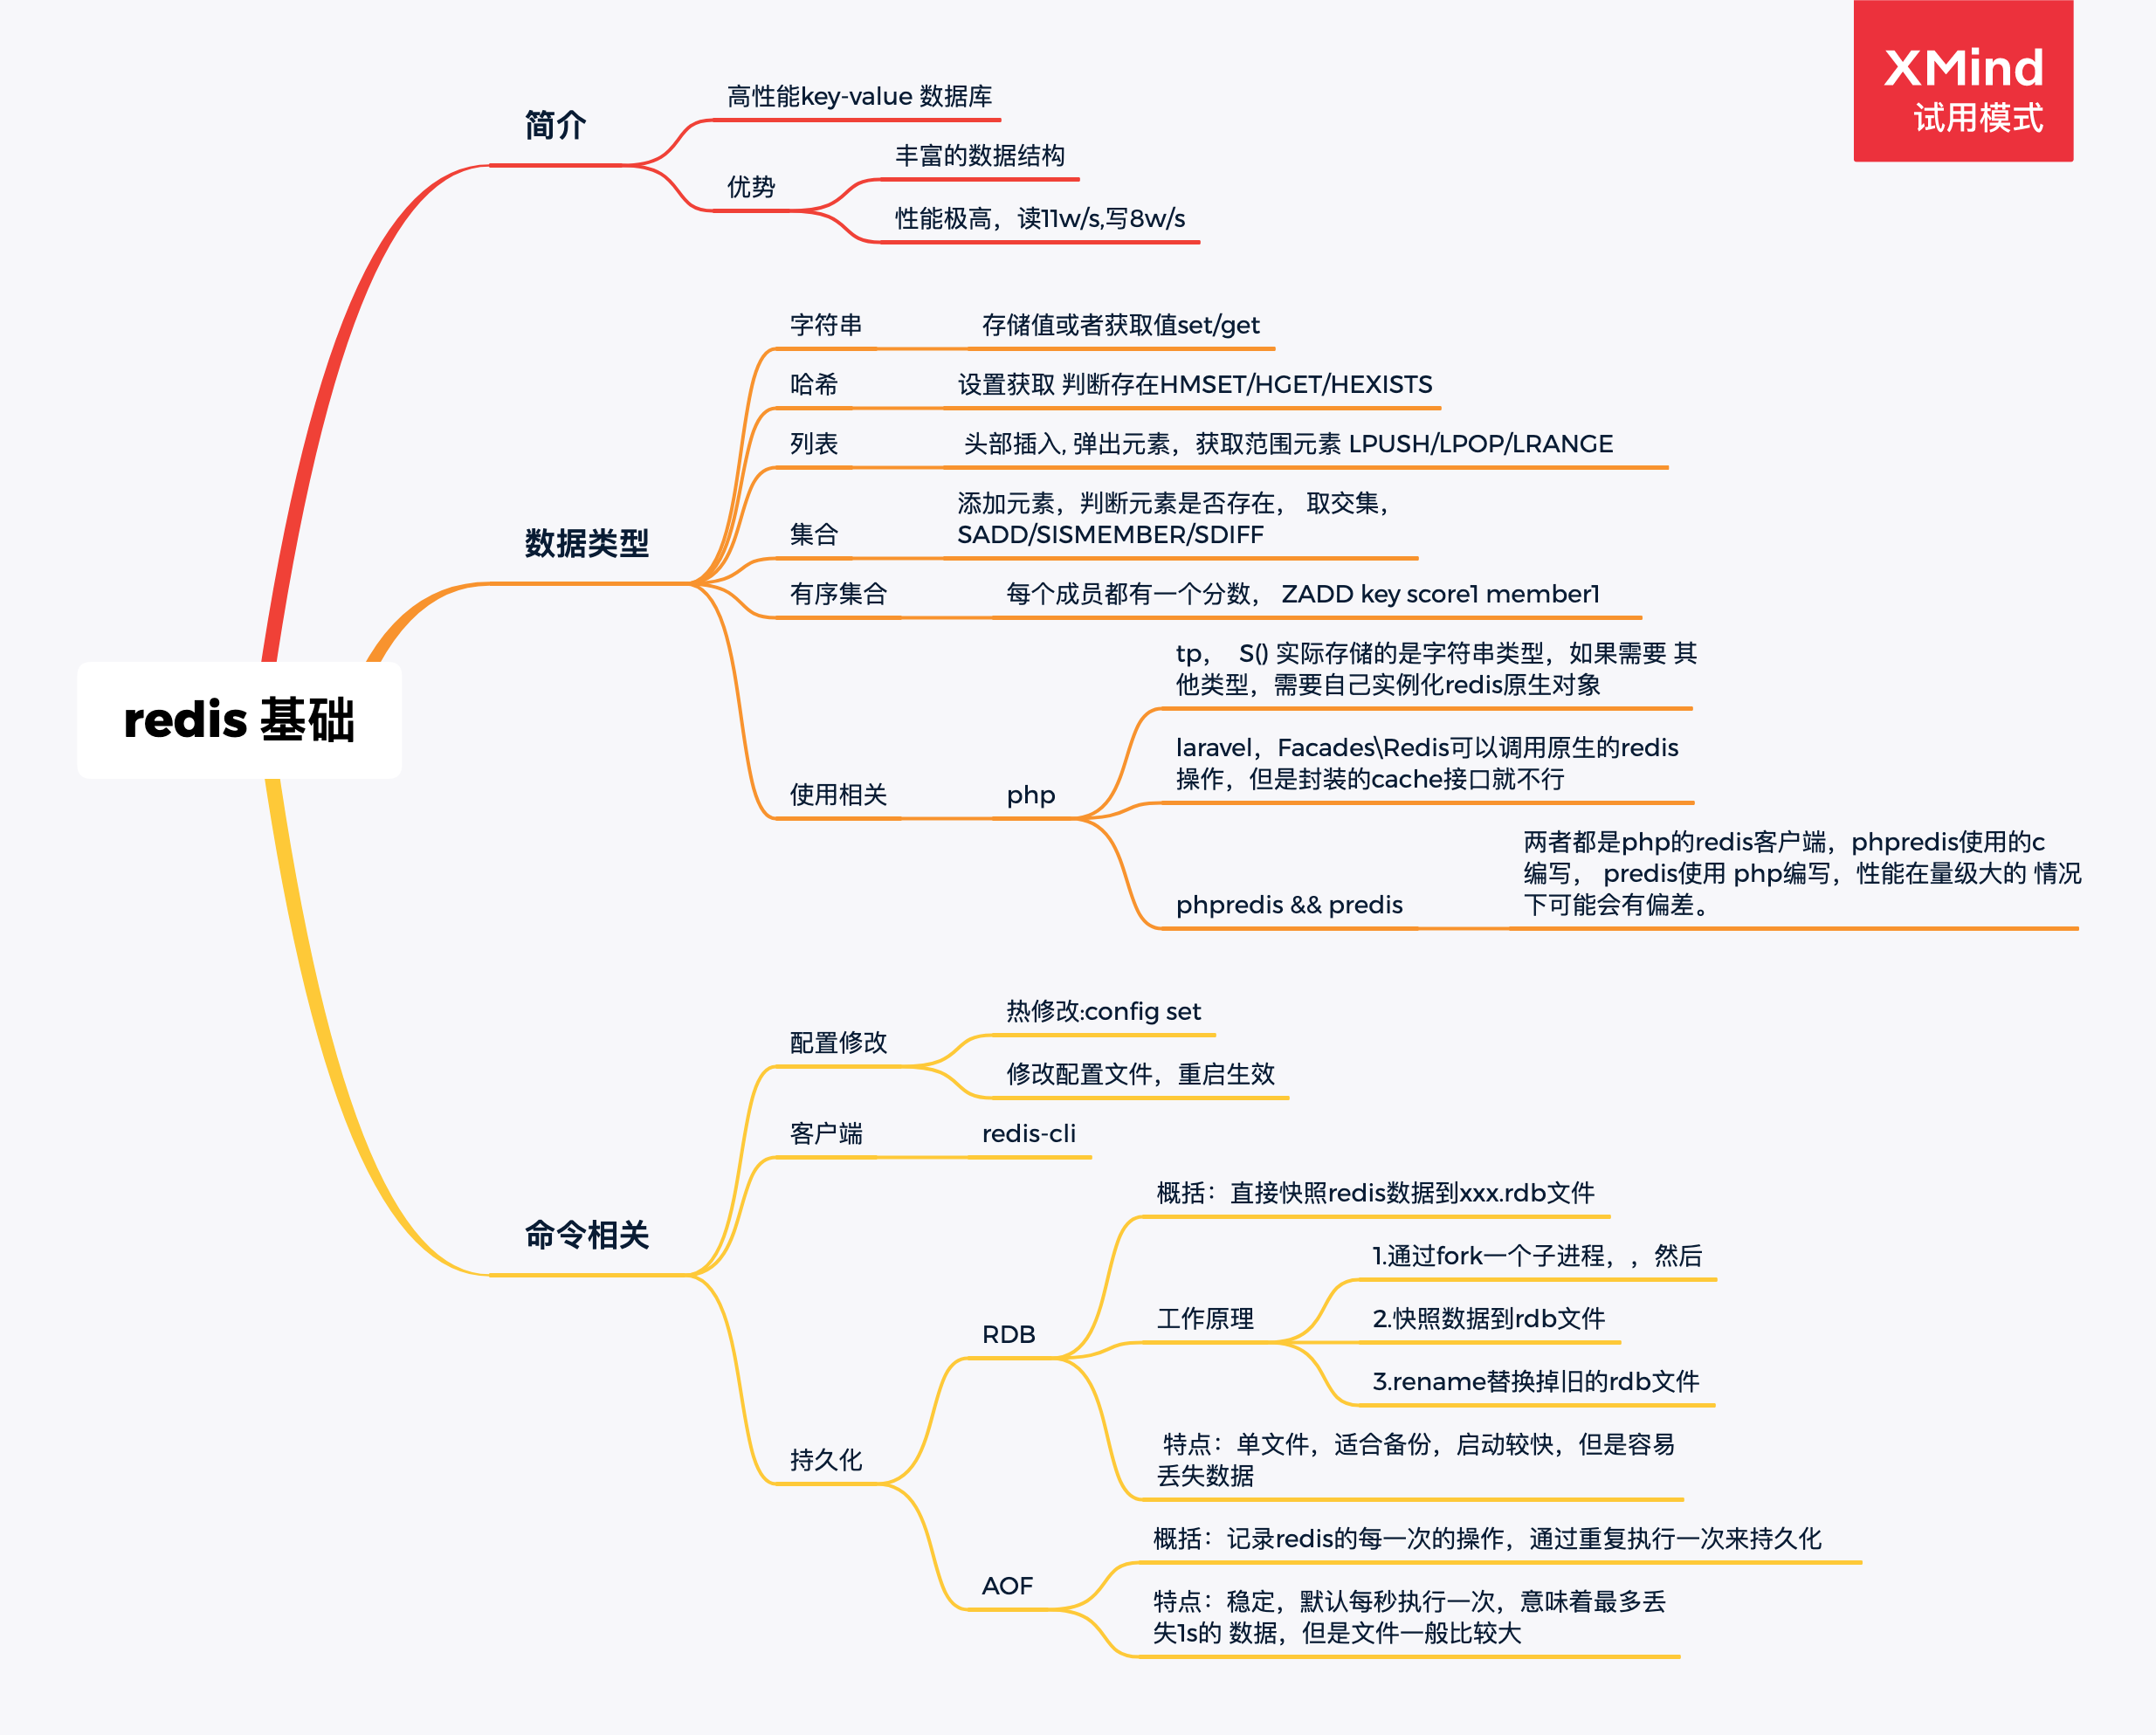 XMind
试用模式
redis 基础
简介
高性能key-value 数据库
优势
丰富的数据结构
性能极高，读11w/s,写8w/s
数据类型
字符串
存储值或者获取值set/get
哈希
设置获取 判断存在HMSET/HGET/HEXISTS
列表
头部插入, 弹出元素，获取范围元素 LPUSH/LPOP/LRANGE
集合
添加元素，判断元素是否存在， 取交集，
SADD/SISMEMBER/SDIFF
有序集合
每个成员都有一个分数， ZADD key score1 member1
使用相关
php
tp， S() 实际存储的是字符串类型，如果需要 其
他类型，需要自己实例化redis原生对象
laravel，Facades\Redis可以调用原生的redis
操作，但是封装的cache接口就不行
phpredis && predis
两者都是php的redis客户端，phpredis使用的c
编写， predis使用 php编写，性能在量级大的 情况
下可能会有偏差。
命令相关
配置修改
热修改:config set
修改配置文件，重启生效
客户端
redis-cli
持久化
RDB
概括：直接快照redis数据到xxx.rdb文件
工作原理
1.通过fork一个子进程，，然后
2.快照数据到rdb文件
3.rename替换掉旧的rdb文件
特点：单文件，适合备份，启动较快，但是容易
丢失数据
AOF
概括：记录redis的每一次的操作，通过重复执行一次来持久化
特点：稳定，默认每秒执行一次，意味着最多丢
失1s的 数据，但是文件一般比较大